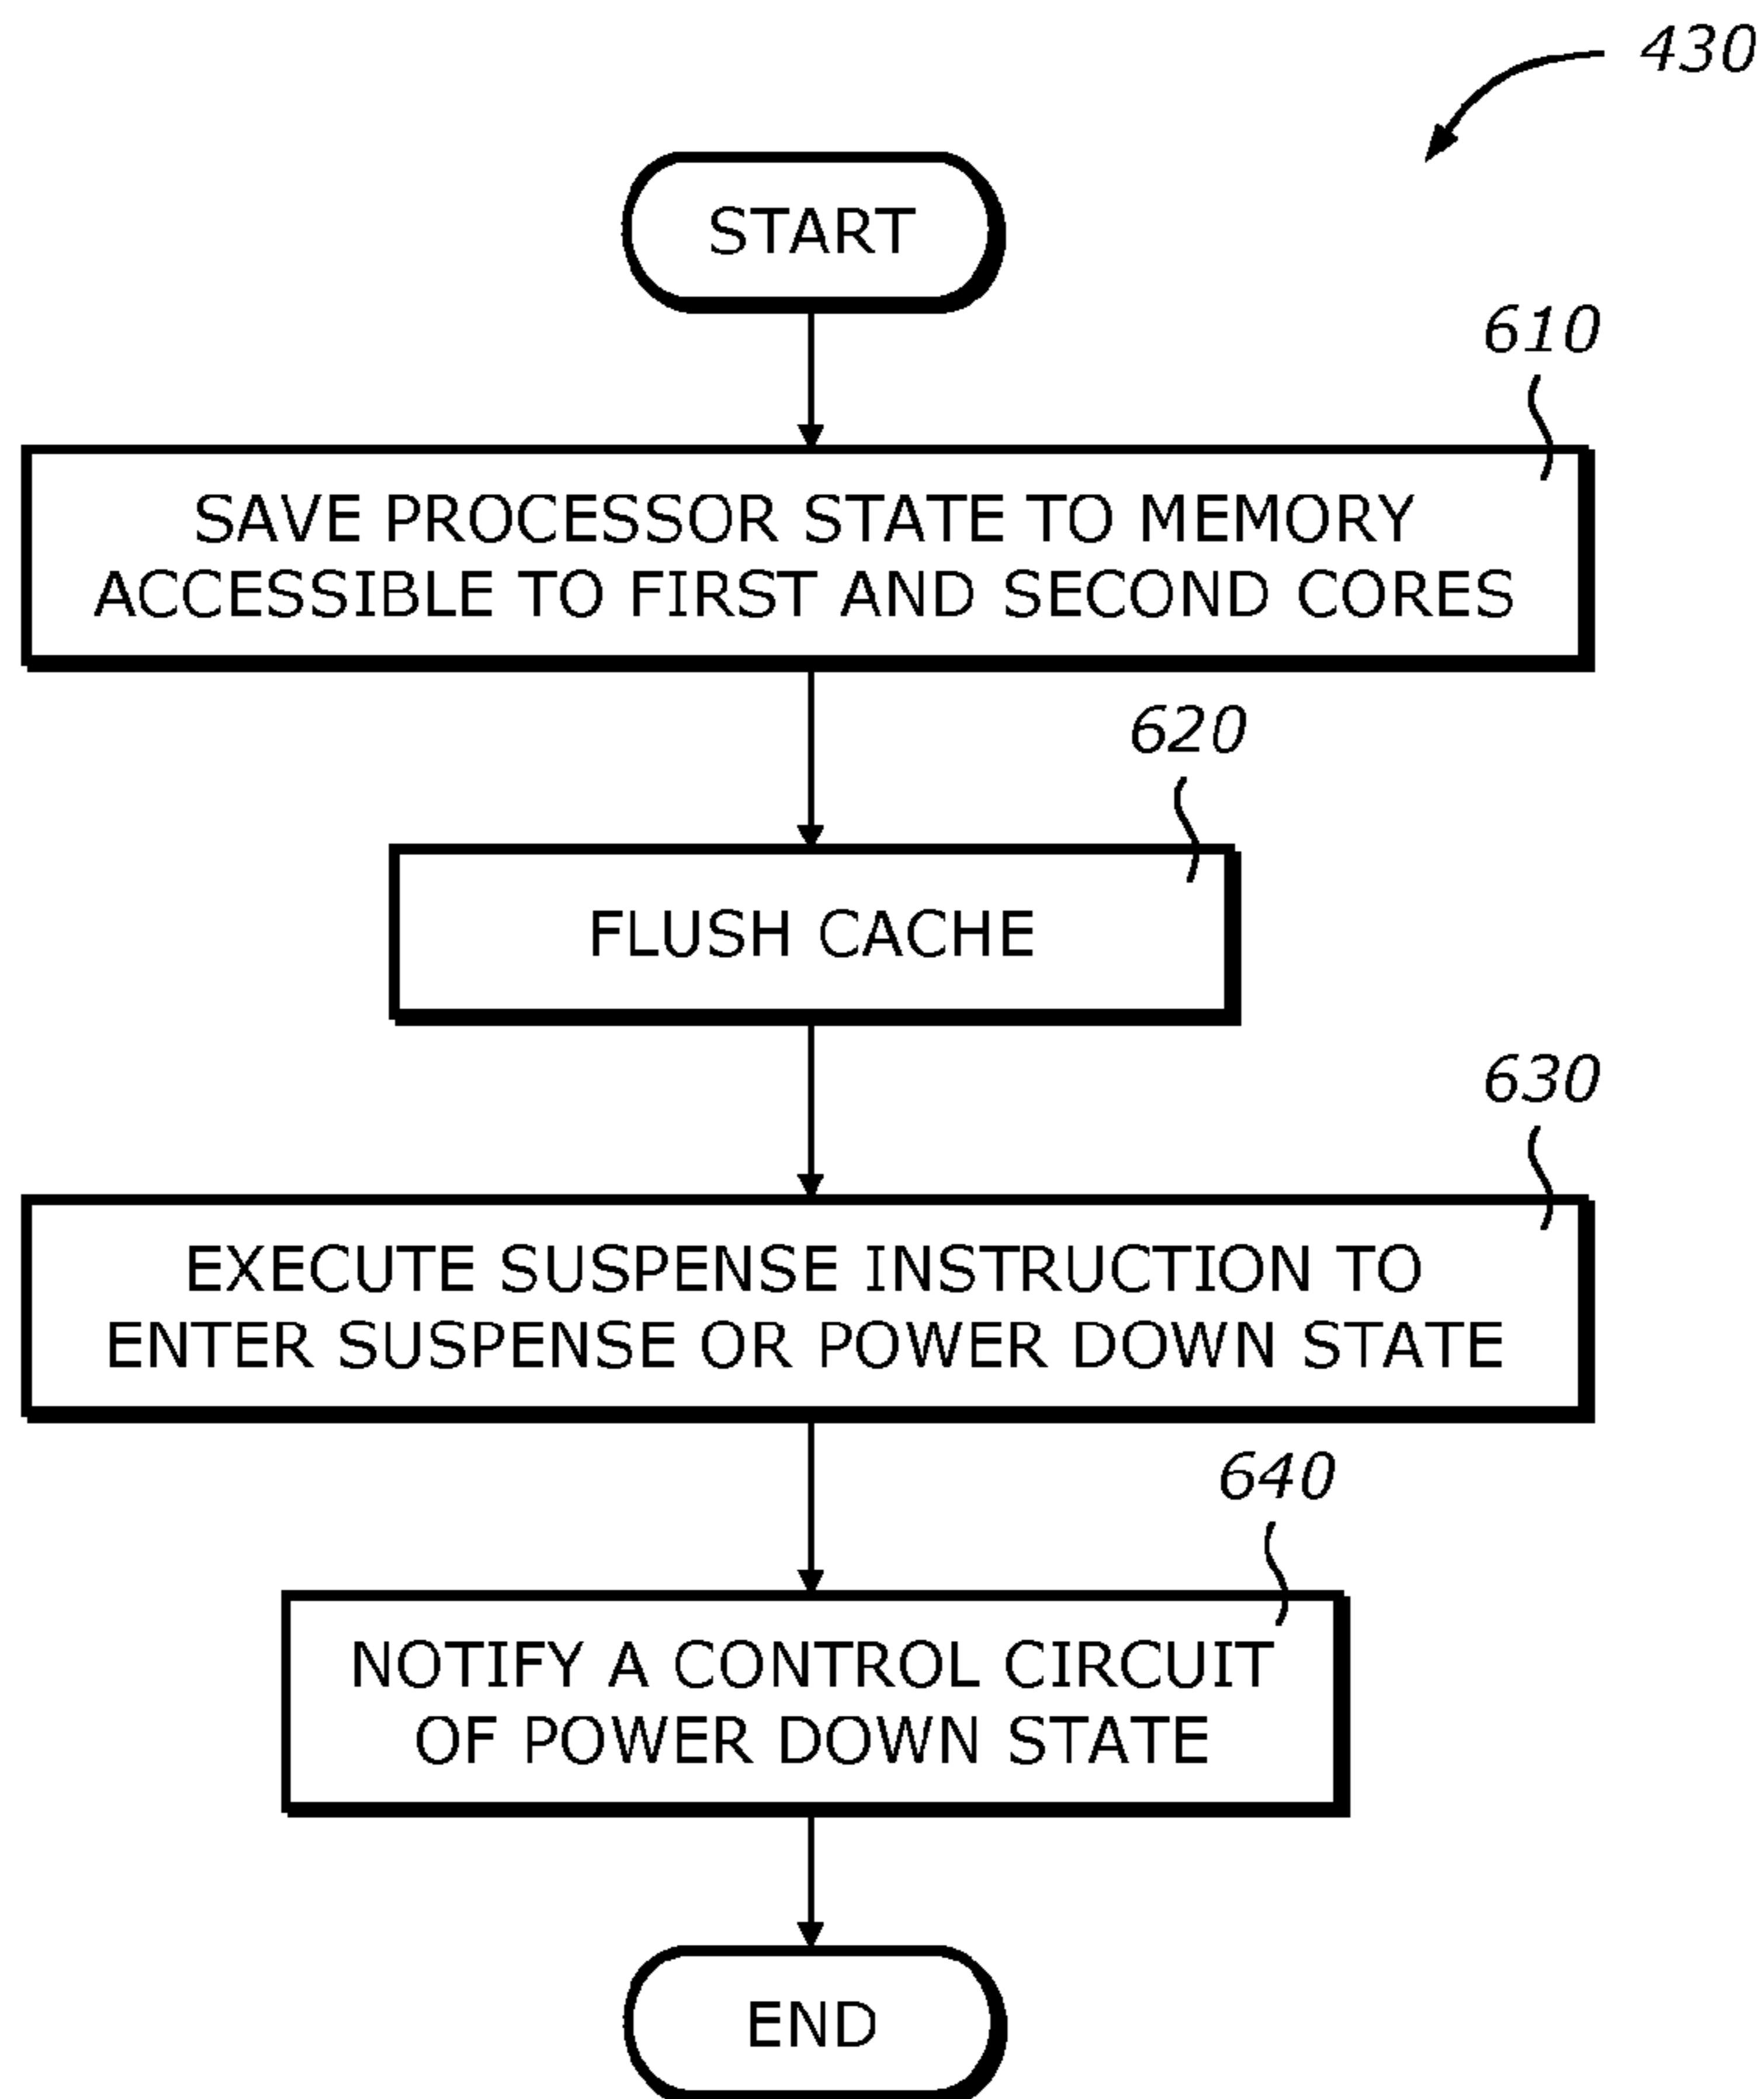 430
START
610
SAVE PROCESSOR STATE TO MEMORY
ACCESSIBLE TO FIRST AND SECOND CORES
620
FLUSH CACHE
630
EXECUTE SUSPENSE INSTRUCTION TO
ENTER SUSPENSE OR POWER DOWN STATE
640
NOTIFY A CONTROL CIRCUIT
OF POWER DOWN STATE
END